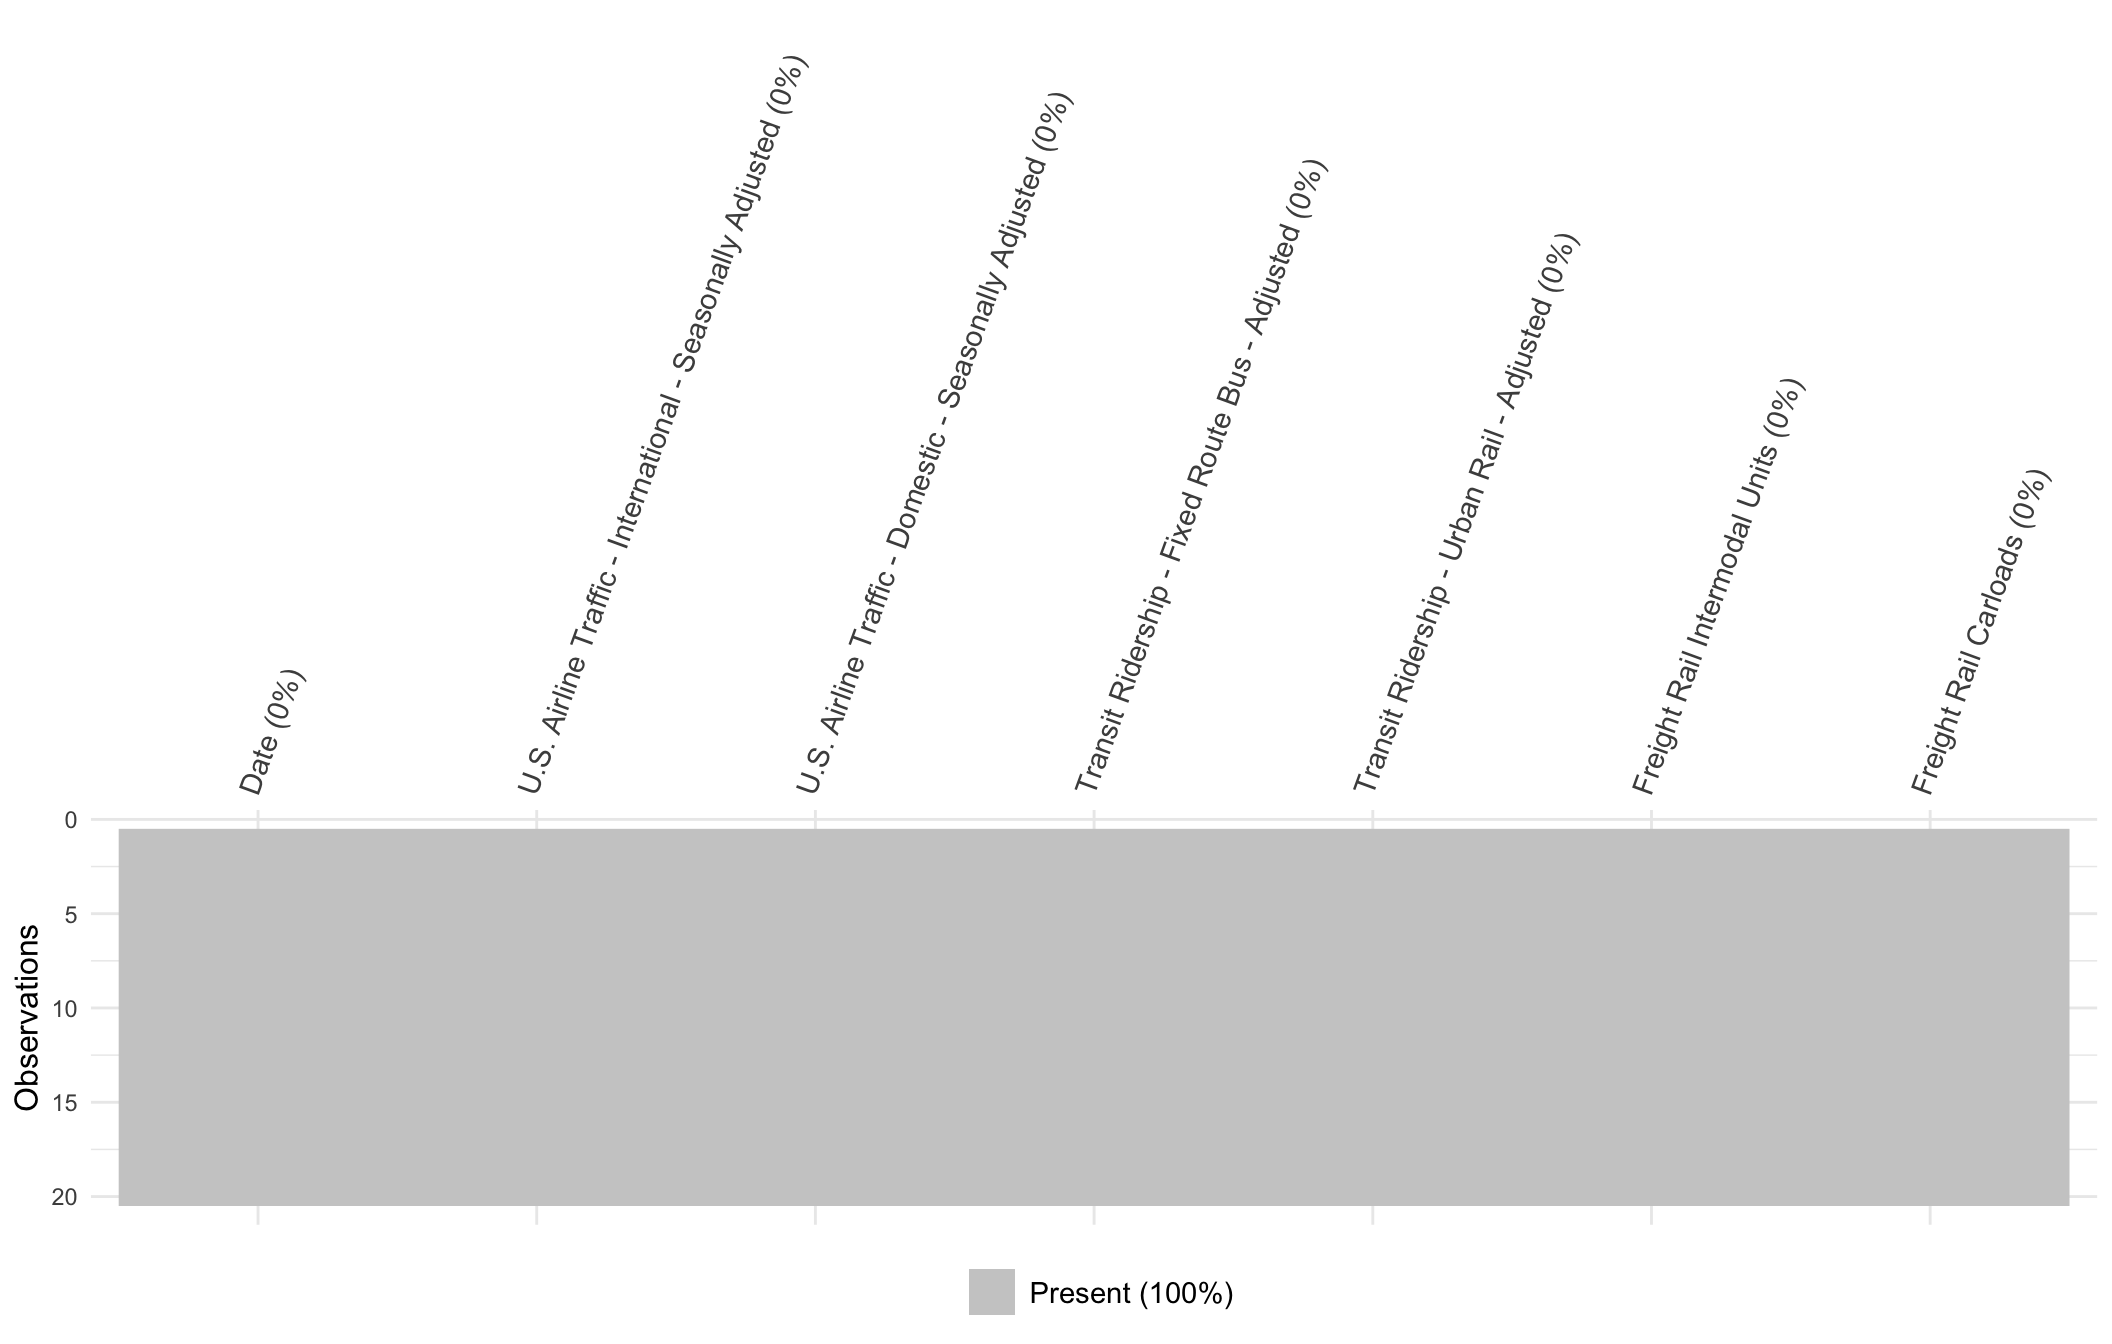 Date (0%)
U.S. Airline Traffic - International - Seasonally Adjusted (0%)
U.S. Airline Traffic - Domestic - Seasonally Adjusted (0%)
Transit Ridership - Fixed Route Bus - Adjusted (0%)
Transit Ridership - Urban Rail - Adjusted (0%)
Freight Rail Intermodal Units (0%)
Freight Rail Carloads (0%)
Observations
0
5
10
15
20
Present (100%)